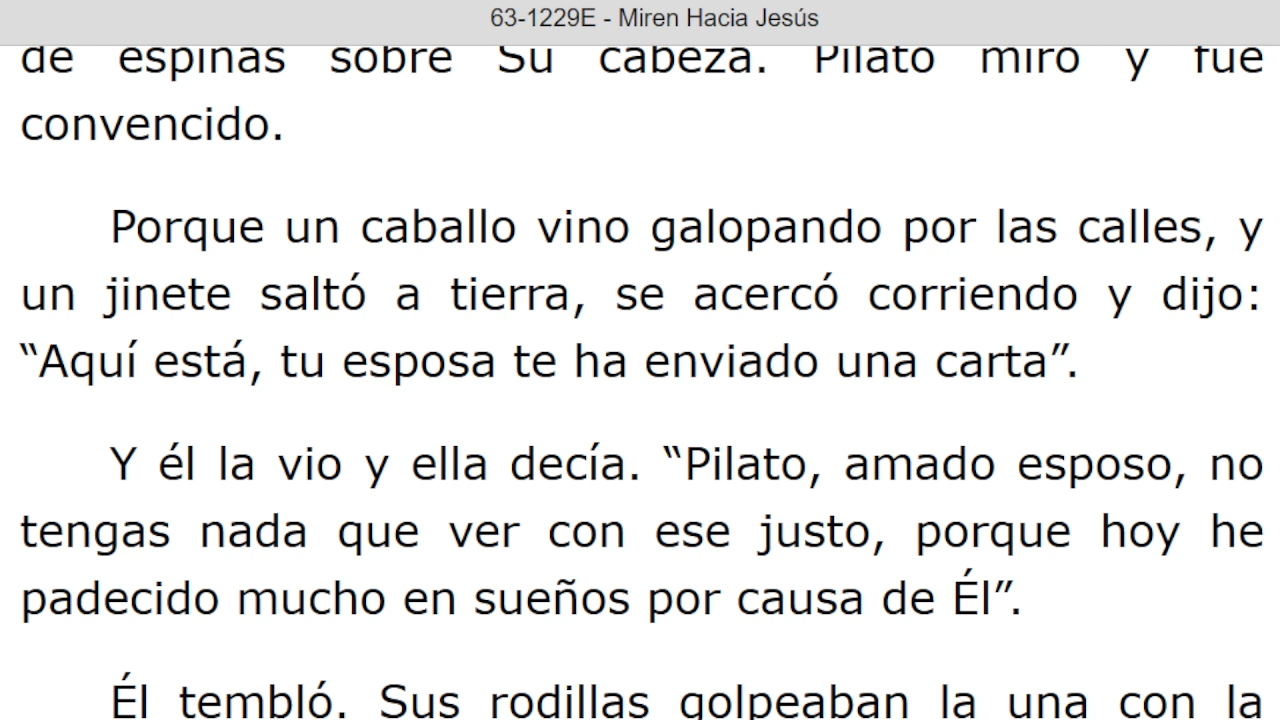 63-1229E - Miren Hacia Jesús
de espinas sobre Su cabeza. Pilato miró y fue
convencido.
Porque un caballo vino galopando por las calles, y
un jinete saltó a tierra, se acercó corriendo y dijo:
“Aquí está, tu esposa te ha enviado una carta”.
Y él la vio y ella decía. “Pilato, amado esposo, no
tengas nada que ver con ese justo, porque hoy he
padecido mucho en sueños por causa de Él”.
Él tembló. Sus rodillas golpeaban la una con la